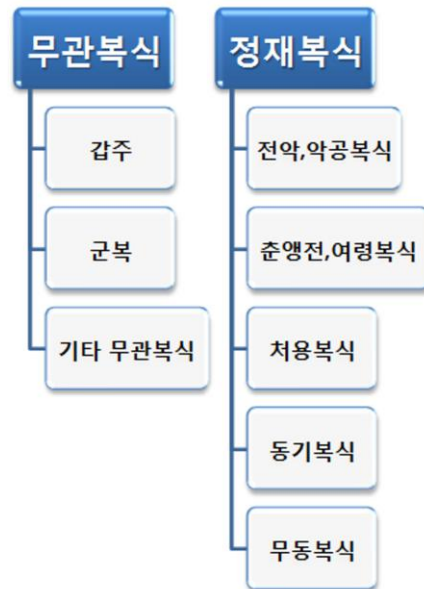 무관복식
갑주
군복
기타 무관복식
정재복식
전악,악공복식
춘앵전,여령복식
처용복식
동기복식
무동복식